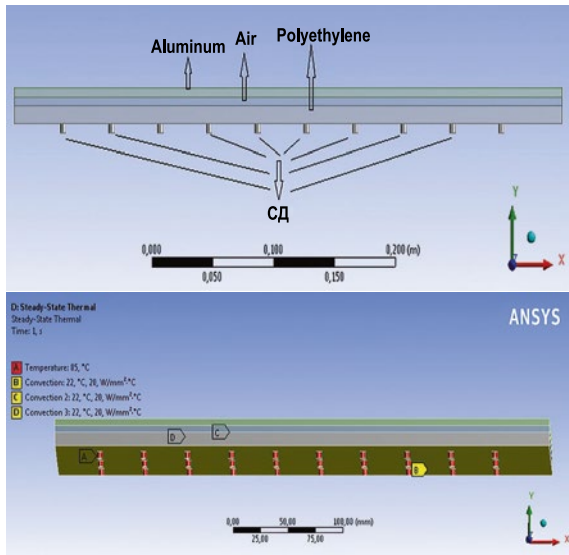 Aluminum Air Polyethylene
СД
0,000 0,100 0,200 (m)
0,050 0,150
Y
X
D: Steady-State Thermal
Steady-State Thermal
Time: 1, s
ANSYS
A Temperature: 85, °C
B Convection: 22, °C, 20, W/mm²·°C
C Convection 2: 22, °C, 20, W/mm²·°C
D Convection 3: 22, °C, 20, W/mm²·°C
D C
A
B
0,00 50,00 100,00 (mm)
25,00 75,00
Y
X